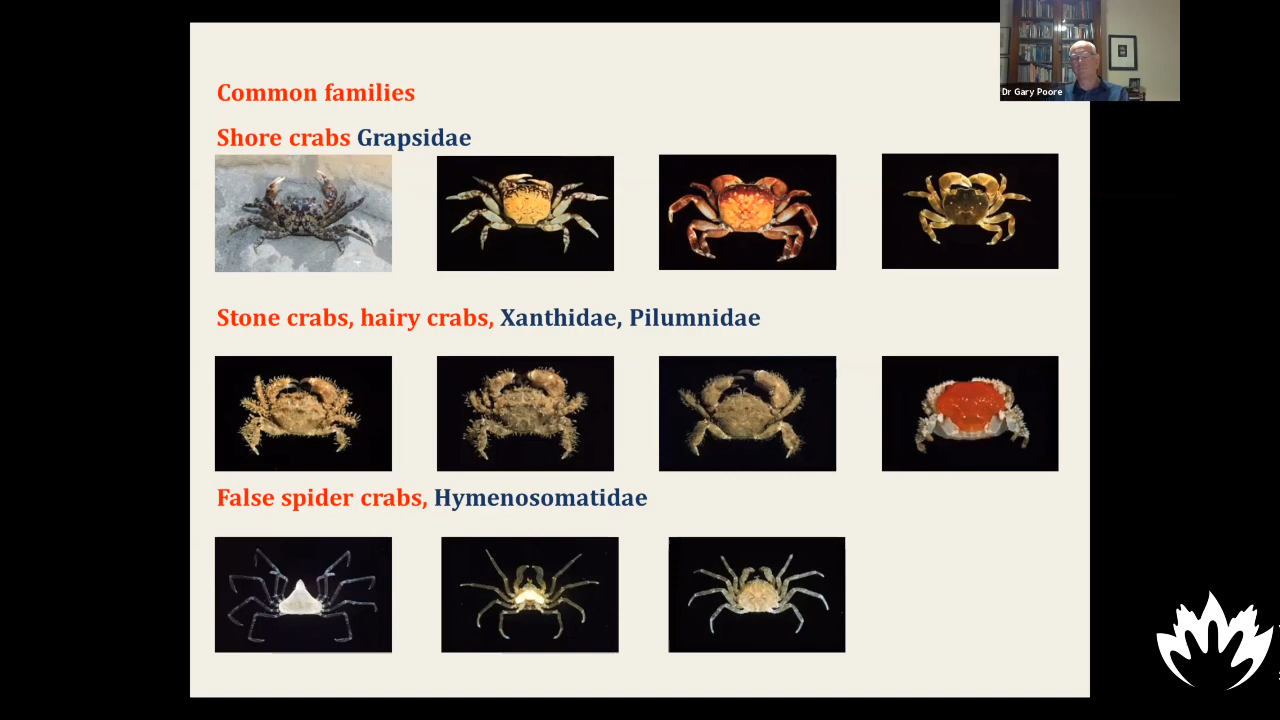 Common families
Dr Gary Poore
Shore crabs Grapsidae
Stone crabs, hairy crabs, Xanthidae, Pilumnidae
False spider crabs, Hymenosomatidae